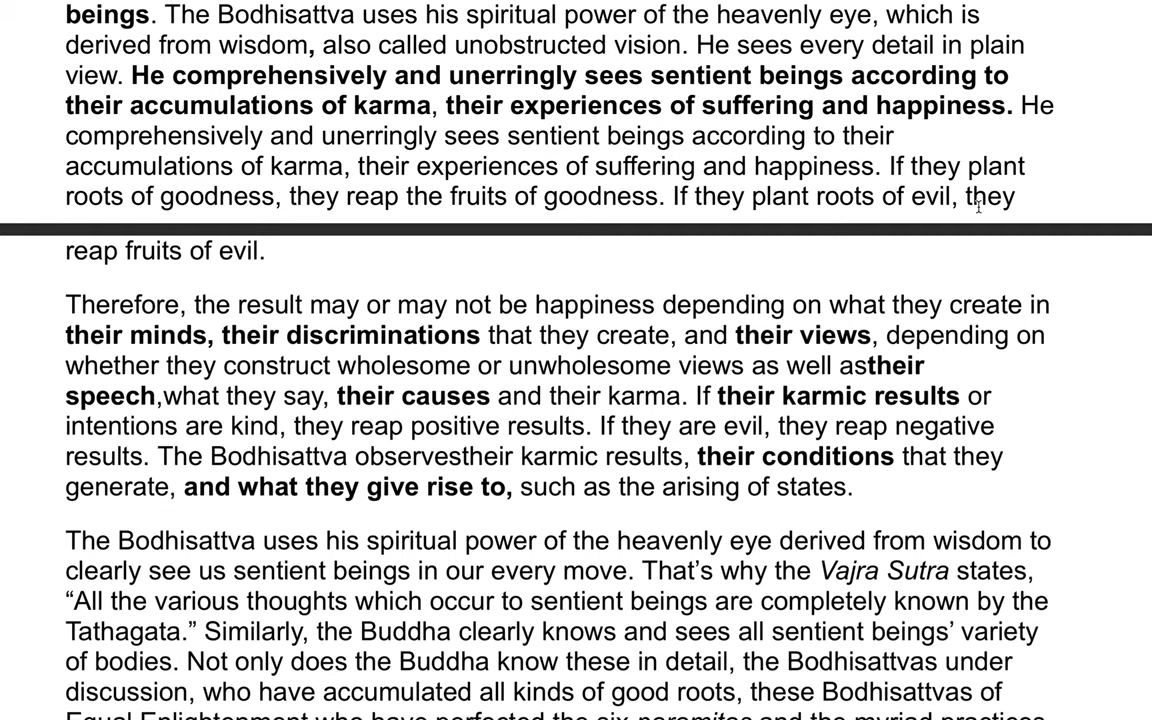 beings. The Bodhisattva uses his spiritual power of the heavenly eye, which is
derived from wisdom, also called unobstructed vision. He sees every detail in plain
view. He comprehensively and unerringly sees sentient beings according to
their accumulations of karma, their experiences of suffering and happiness. He
comprehensively and unerringly sees sentient beings according to their
accumulations of karma, their experiences of suffering and happiness. If they plant
roots of goodness, they reap the fruits of goodness. If they plant roots of evil, they
reap fruits of evil.
Therefore, the result may or may not be happiness depending on what they create in
their minds, their discriminations that they create, and their views, depending on
whether they construct wholesome or unwholesome views as well astheir
speech,what they say, their causes and their karma. If their karmic results or
intentions are kind, they reap positive results. If they are evil, they reap negative
results. The Bodhisattva observestheir karmic results, their conditions that they
generate, and what they give rise to, such as the arising of states.
The Bodhisattva uses his spiritual power of the heavenly eye derived from wisdom to
clearly see us sentient beings in our every move. That’s why the Vajra Sutra states,
“All the various thoughts which occur to sentient beings are completely known by the
Tathagata.” Similarly, the Buddha clearly knows and sees all sentient beings’ variety
of bodies. Not only does the Buddha know these in detail, the Bodhisattvas under
discussion, who have accumulated all kinds of good roots, these Bodhisattvas of
Equal Enlightenment who have perfected the six paramitas and the myriad practices